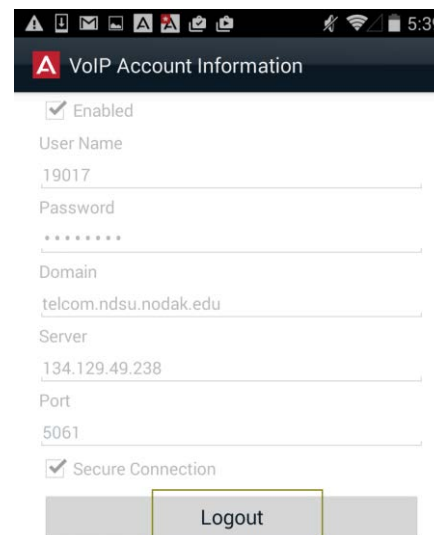 5:3
A VoIP Account Information
Enabled
User Name
19017
Password
········
Domain
telcom.ndsu.nodak.edu
Server
134.129.49.238
Port
5061
Secure Connection
Logout